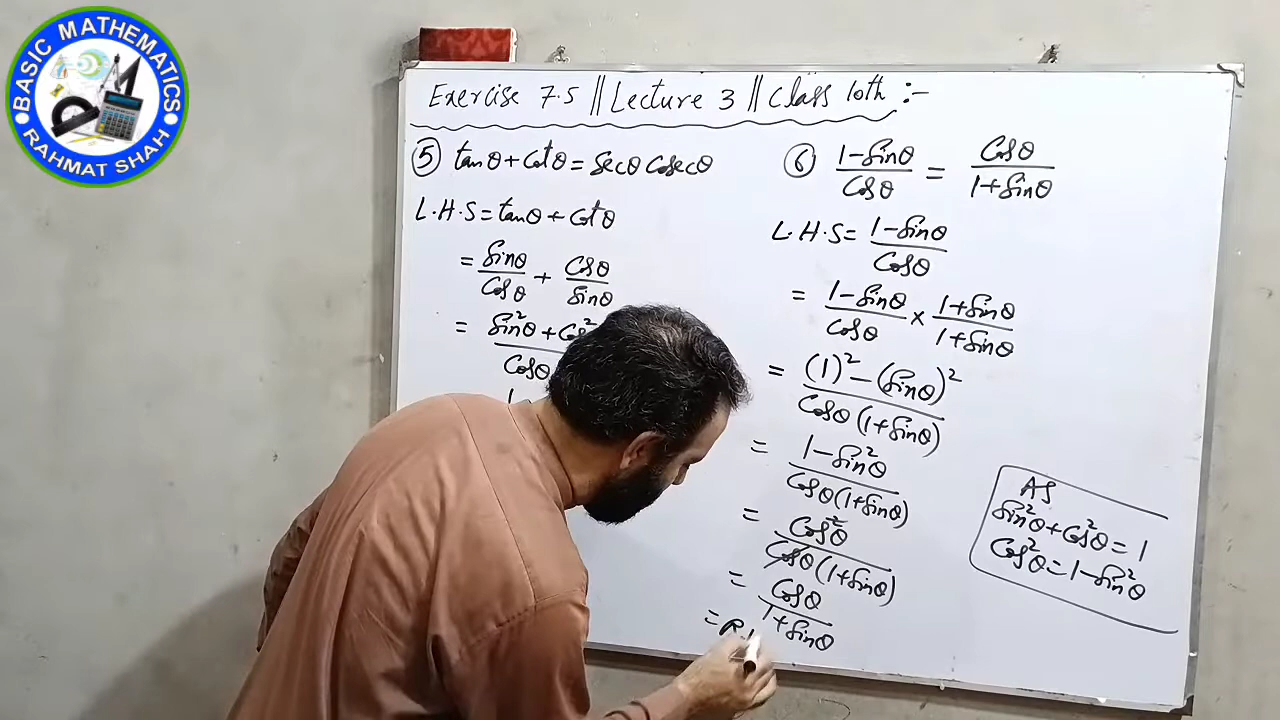 BASIC MATHEMATICS
RAHMAT SHAH
Exercise 7.5 || Lecture 3 || Class 10th :-
⑤ tanθ + Cotθ = Secθ Cosecθ
L.H.S = tanθ + Cotθ
= Sinθ/Cosθ + Cosθ/Sinθ
= Sin²θ + Cos²
Cosθ
1
⑥ 1-Sinθ/Cosθ = Cosθ/1+Sinθ
L.H.S = 1-Sinθ/Cosθ
= 1-Sinθ/Cosθ × 1+Sinθ/1+Sinθ
= (1)² - (Sinθ)²/Cosθ (1+Sinθ)
= 1-Sin²θ/Cosθ(1+Sinθ)
= Cos²θ/Cosθ(1+Sinθ)
= Cosθ/1+Sinθ
= R.
AS
Sin²θ + Cos²θ = 1
Cos²θ = 1-Sin²θ